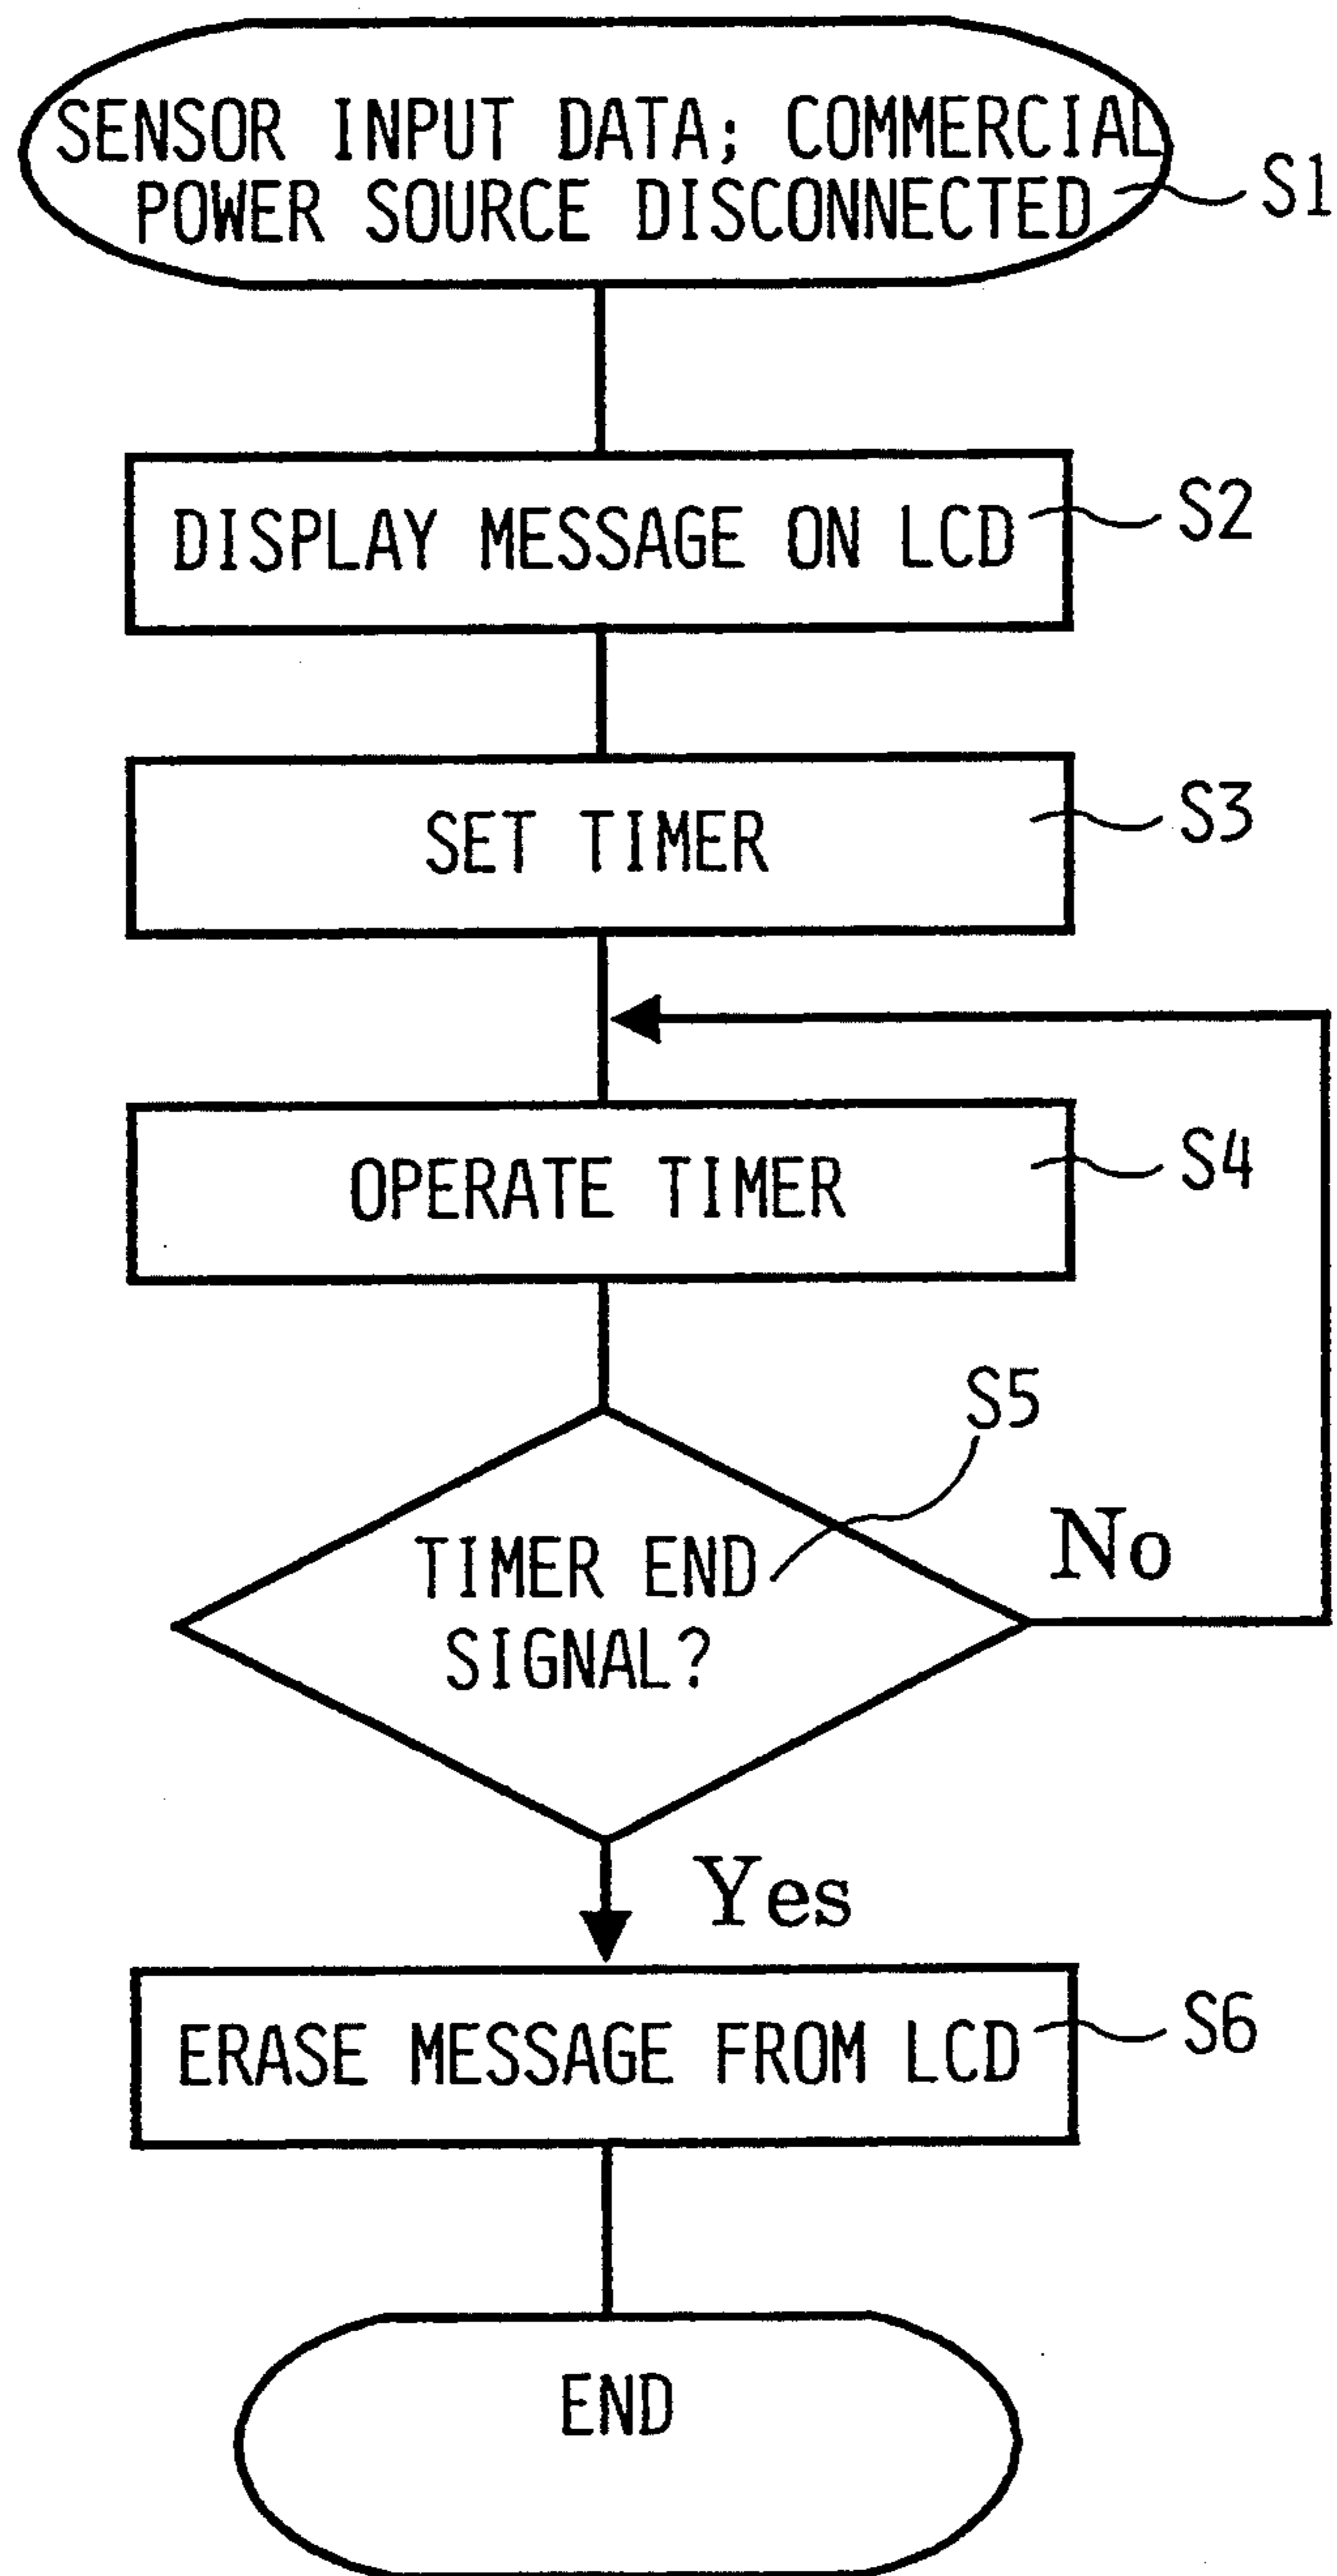 SENSOR INPUT DATA; COMMERCIAL
POWER SOURCE DISCONNECTED
S1
DISPLAY MESSAGE ON LCD
S2
SET TIMER
S3
OPERATE TIMER
S4
S5
TIMER END
SIGNAL?
No
Yes
ERASE MESSAGE FROM LCD
S6
END